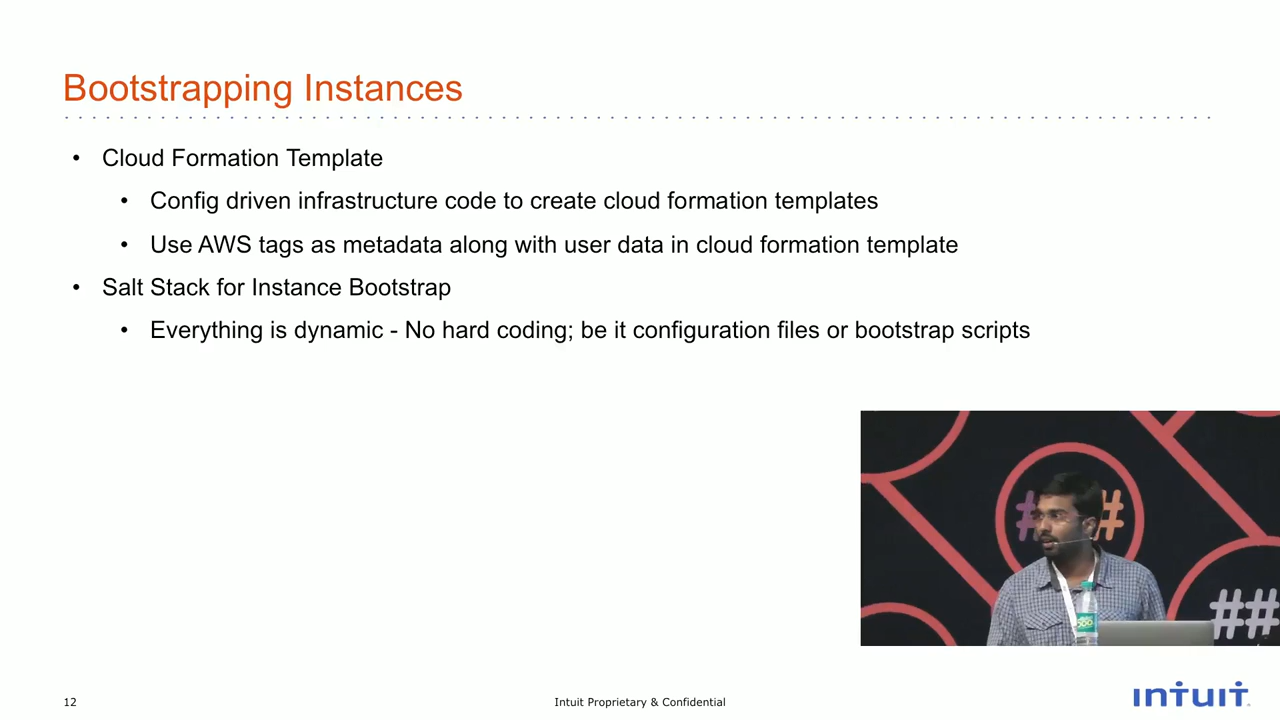 Bootstrapping Instances
• Cloud Formation Template
• Config driven infrastructure code to create cloud formation templates
• Use AWS tags as metadata along with user data in cloud formation template
• Salt Stack for Instance Bootstrap
• Everything is dynamic - No hard coding; be it configuration files or bootstrap scripts
# #
##
12
Intuit Proprietary & Confidential
intuit